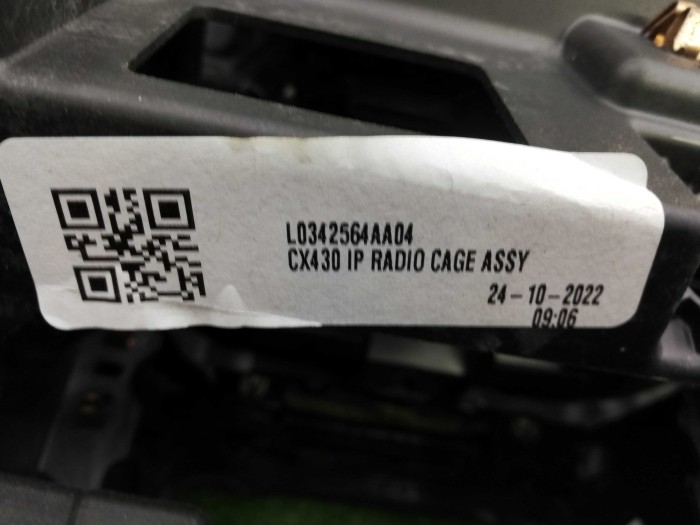 L0342564AA04
CX430 IP RADIO CAGE ASSY
24-10-2022
09:06